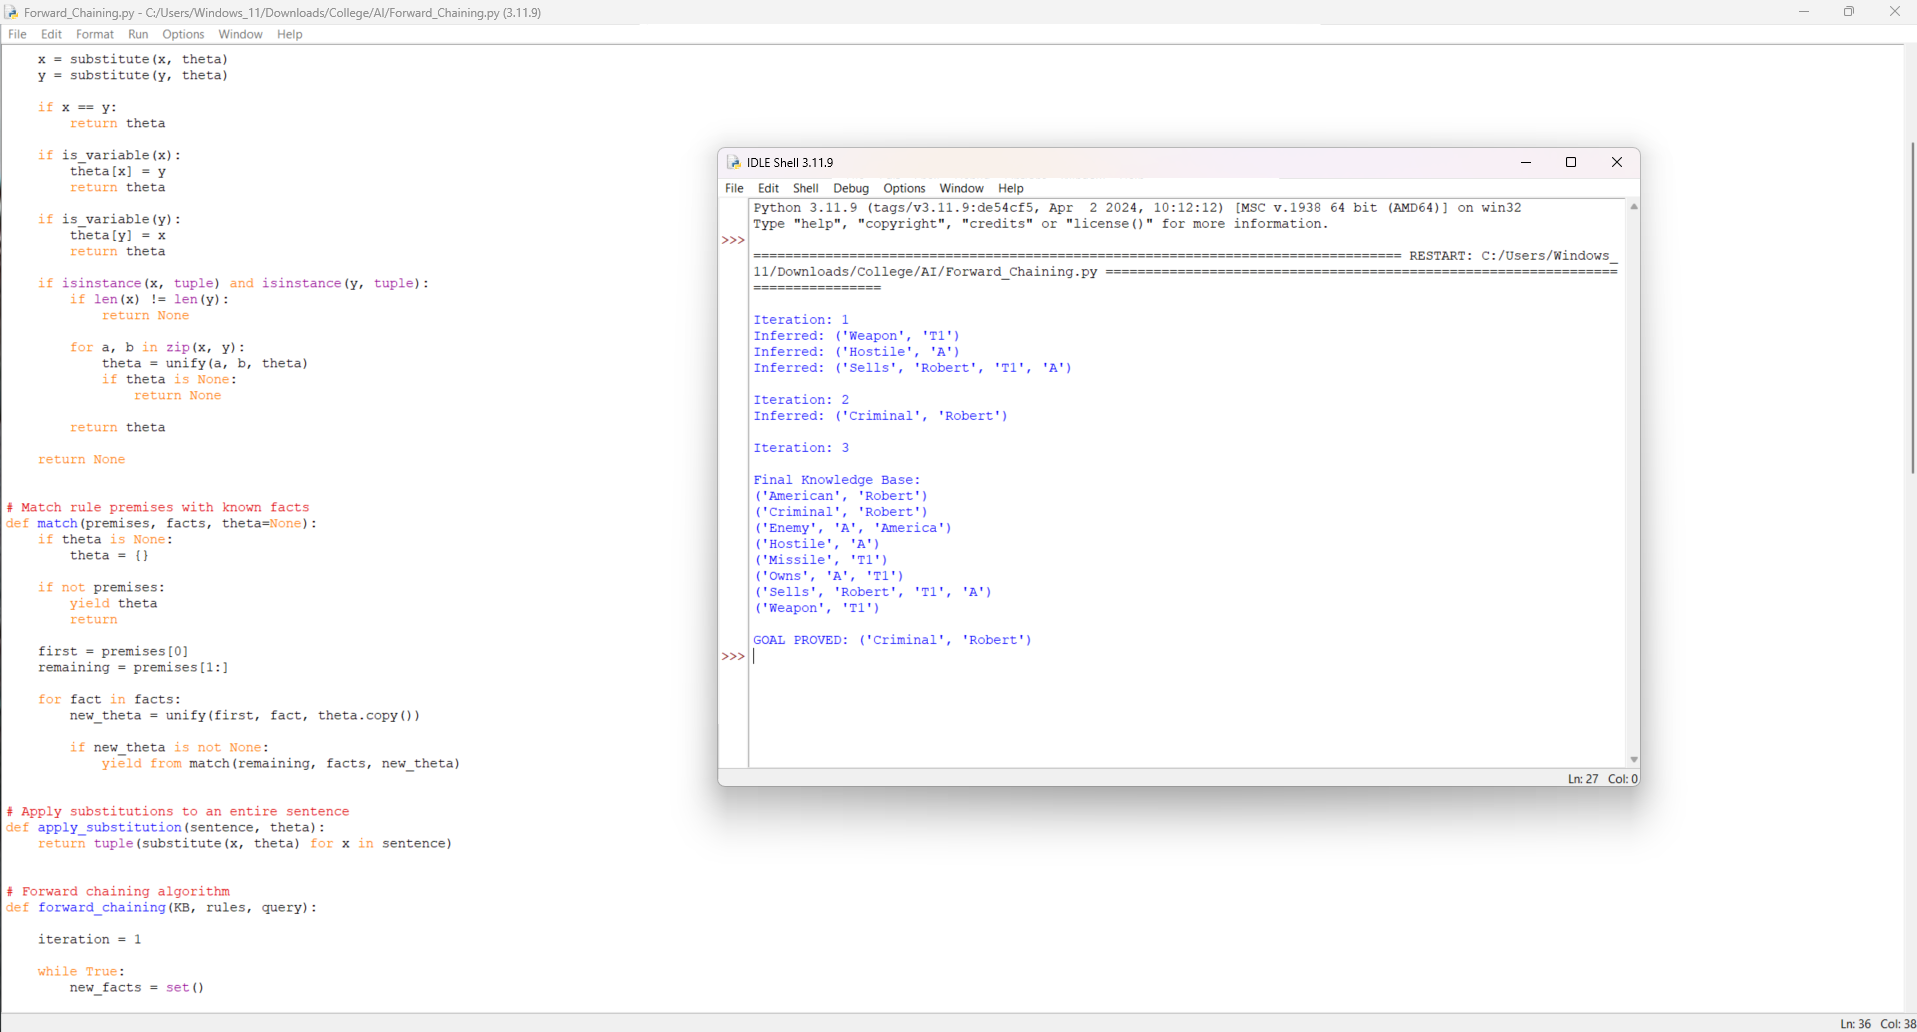 Forward_Chaining.py - C:/Users/Windows_11/Downloads/College/AI/Forward_Chaining.py (3.11.9)
File Edit Format Run Options Window Help
x = substitute(x, theta)
y = substitute(y, theta)
if x == y:
return theta
if is_variable(x):
theta[x] = y
return theta
if is_variable(y):
theta[y] = x
return theta
if isinstance(x, tuple) and isinstance(y, tuple):
if len(x) != len(y):
return None
for a, b in zip(x, y):
theta = unify(a, b, theta)
if theta is None:
return None
return theta
return None
# Match rule premises with known facts
def match(premises, facts, theta=None):
if theta is None:
theta = {}
if not premises:
yield theta
return
first = premises[0]
remaining = premises[1:]
for fact in facts:
new_theta = unify(first, fact, theta.copy())
if new_theta is not None:
yield from match(remaining, facts, new_theta)
# Apply substitutions to an entire sentence
def apply_substitution(sentence, theta):
return tuple(substitute(x, theta) for x in sentence)
# Forward chaining algorithm
def forward_chaining(KB, rules, query):
iteration = 1
while True:
new_facts = set()
Ln: 36 Col: 38
IDLE Shell 3.11.9
File Edit Shell Debug Options Window Help
Python 3.11.9 (tags/v3.11.9:de54cf5, Apr  2 2024, 10:12:12) [MSC v.1938 64 bit (AMD64)] on win32
Type "help", "copyright", "credits" or "license()" for more information.
>>>
================================================================================= RESTART: C:/Users/Windows_
11/Downloads/College/AI/Forward_Chaining.py ================================================================
================
Iteration: 1
Inferred: ('Weapon', 'T1')
Inferred: ('Hostile', 'A')
Inferred: ('Sells', 'Robert', 'T1', 'A')
Iteration: 2
Inferred: ('Criminal', 'Robert')
Iteration: 3
Final Knowledge Base:
('American', 'Robert')
('Criminal', 'Robert')
('Enemy', 'A', 'America')
('Hostile', 'A')
('Missile', 'T1')
('Owns', 'A', 'T1')
('Sells', 'Robert', 'T1', 'A')
('Weapon', 'T1')
GOAL PROVED: ('Criminal', 'Robert')
>>>
Ln: 27 Col: 0